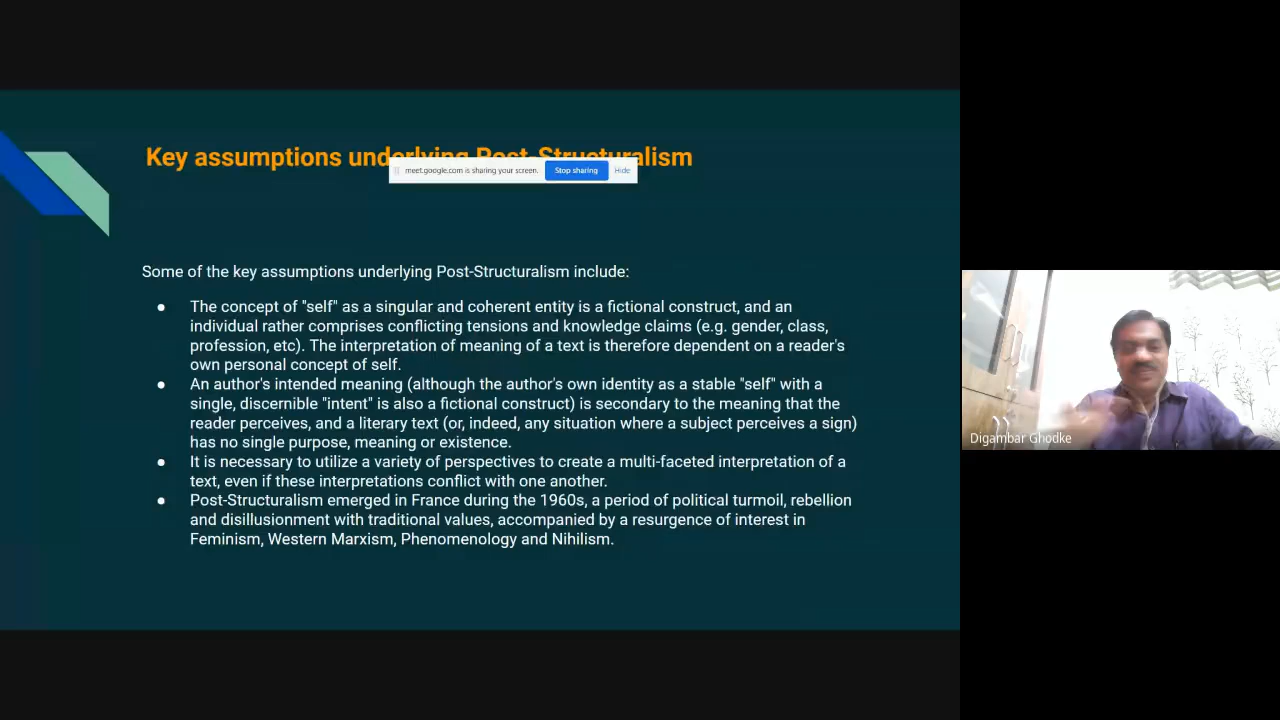 Key assumptions underlying Post-Structuralism
meet.google.com is sharing your screen. Stop sharing Hide
Some of the key assumptions underlying Post-Structuralism include:
● The concept of "self" as a singular and coherent entity is a fictional construct, and an
individual rather comprises conflicting tensions and knowledge claims (e.g. gender, class,
profession, etc). The interpretation of meaning of a text is therefore dependent on a reader's
own personal concept of self.
● An author's intended meaning (although the author's own identity as a stable "self" with a
single, discernible "intent" is also a fictional construct) is secondary to the meaning that the
reader perceives, and a literary text (or, indeed, any situation where a subject perceives a sign)
has no single purpose, meaning or existence.
● It is necessary to utilize a variety of perspectives to create a multi-faceted interpretation of a
text, even if these interpretations conflict with one another.
● Post-Structuralism emerged in France during the 1960s, a period of political turmoil, rebellion
and disillusionment with traditional values, accompanied by a resurgence of interest in
Feminism, Western Marxism, Phenomenology and Nihilism.
Digambar Ghodke